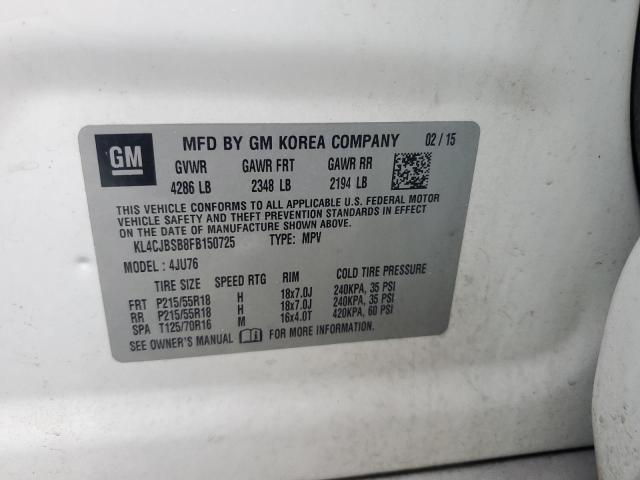 GM MFD BY GM KOREA COMPANY 02/15
GVWR GAWR FRT GAWR RR
4286 LB 2348 LB 2194 LB
THIS VEHICLE CONFORMS TO ALL APPLICABLE U.S. FEDERAL MOTOR
VEHICLE SAFETY AND THEFT PREVENTION STANDARDS IN EFFECT ON
THE DATE OF MANUFACTURE SHOWN ABOVE.
KL4CJBSB8FB150725 TYPE: MPV
MODEL: 4JU76
TIRE SIZE SPEED RTG RIM COLD TIRE PRESSURE
FRT P215/55R18 H 18x7.0J 240KPA, 35 PSI
RR P215/55R18 H 18x7.0J 240KPA, 35 PSI
SPA T125/70R16 M 16x4.0T 420KPA, 60 PSI
SEE OWNER'S MANUAL FOR MORE INFORMATION.